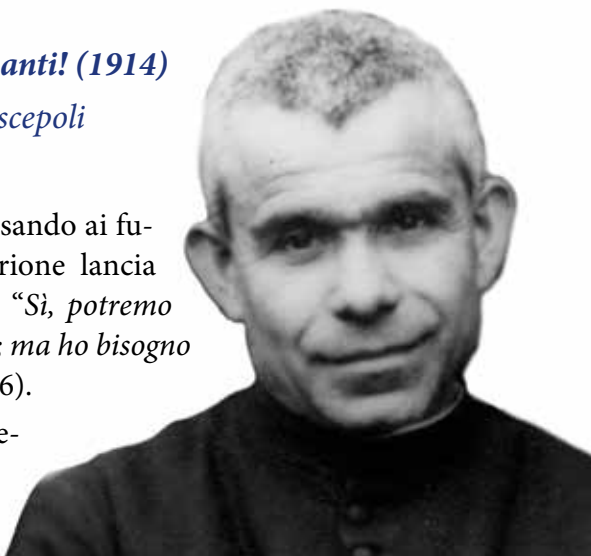 anti! (1914)
scepoli
sando ai fu-
rione lancia
“Sì, potremo
; ma ho bisogno
6).
e-